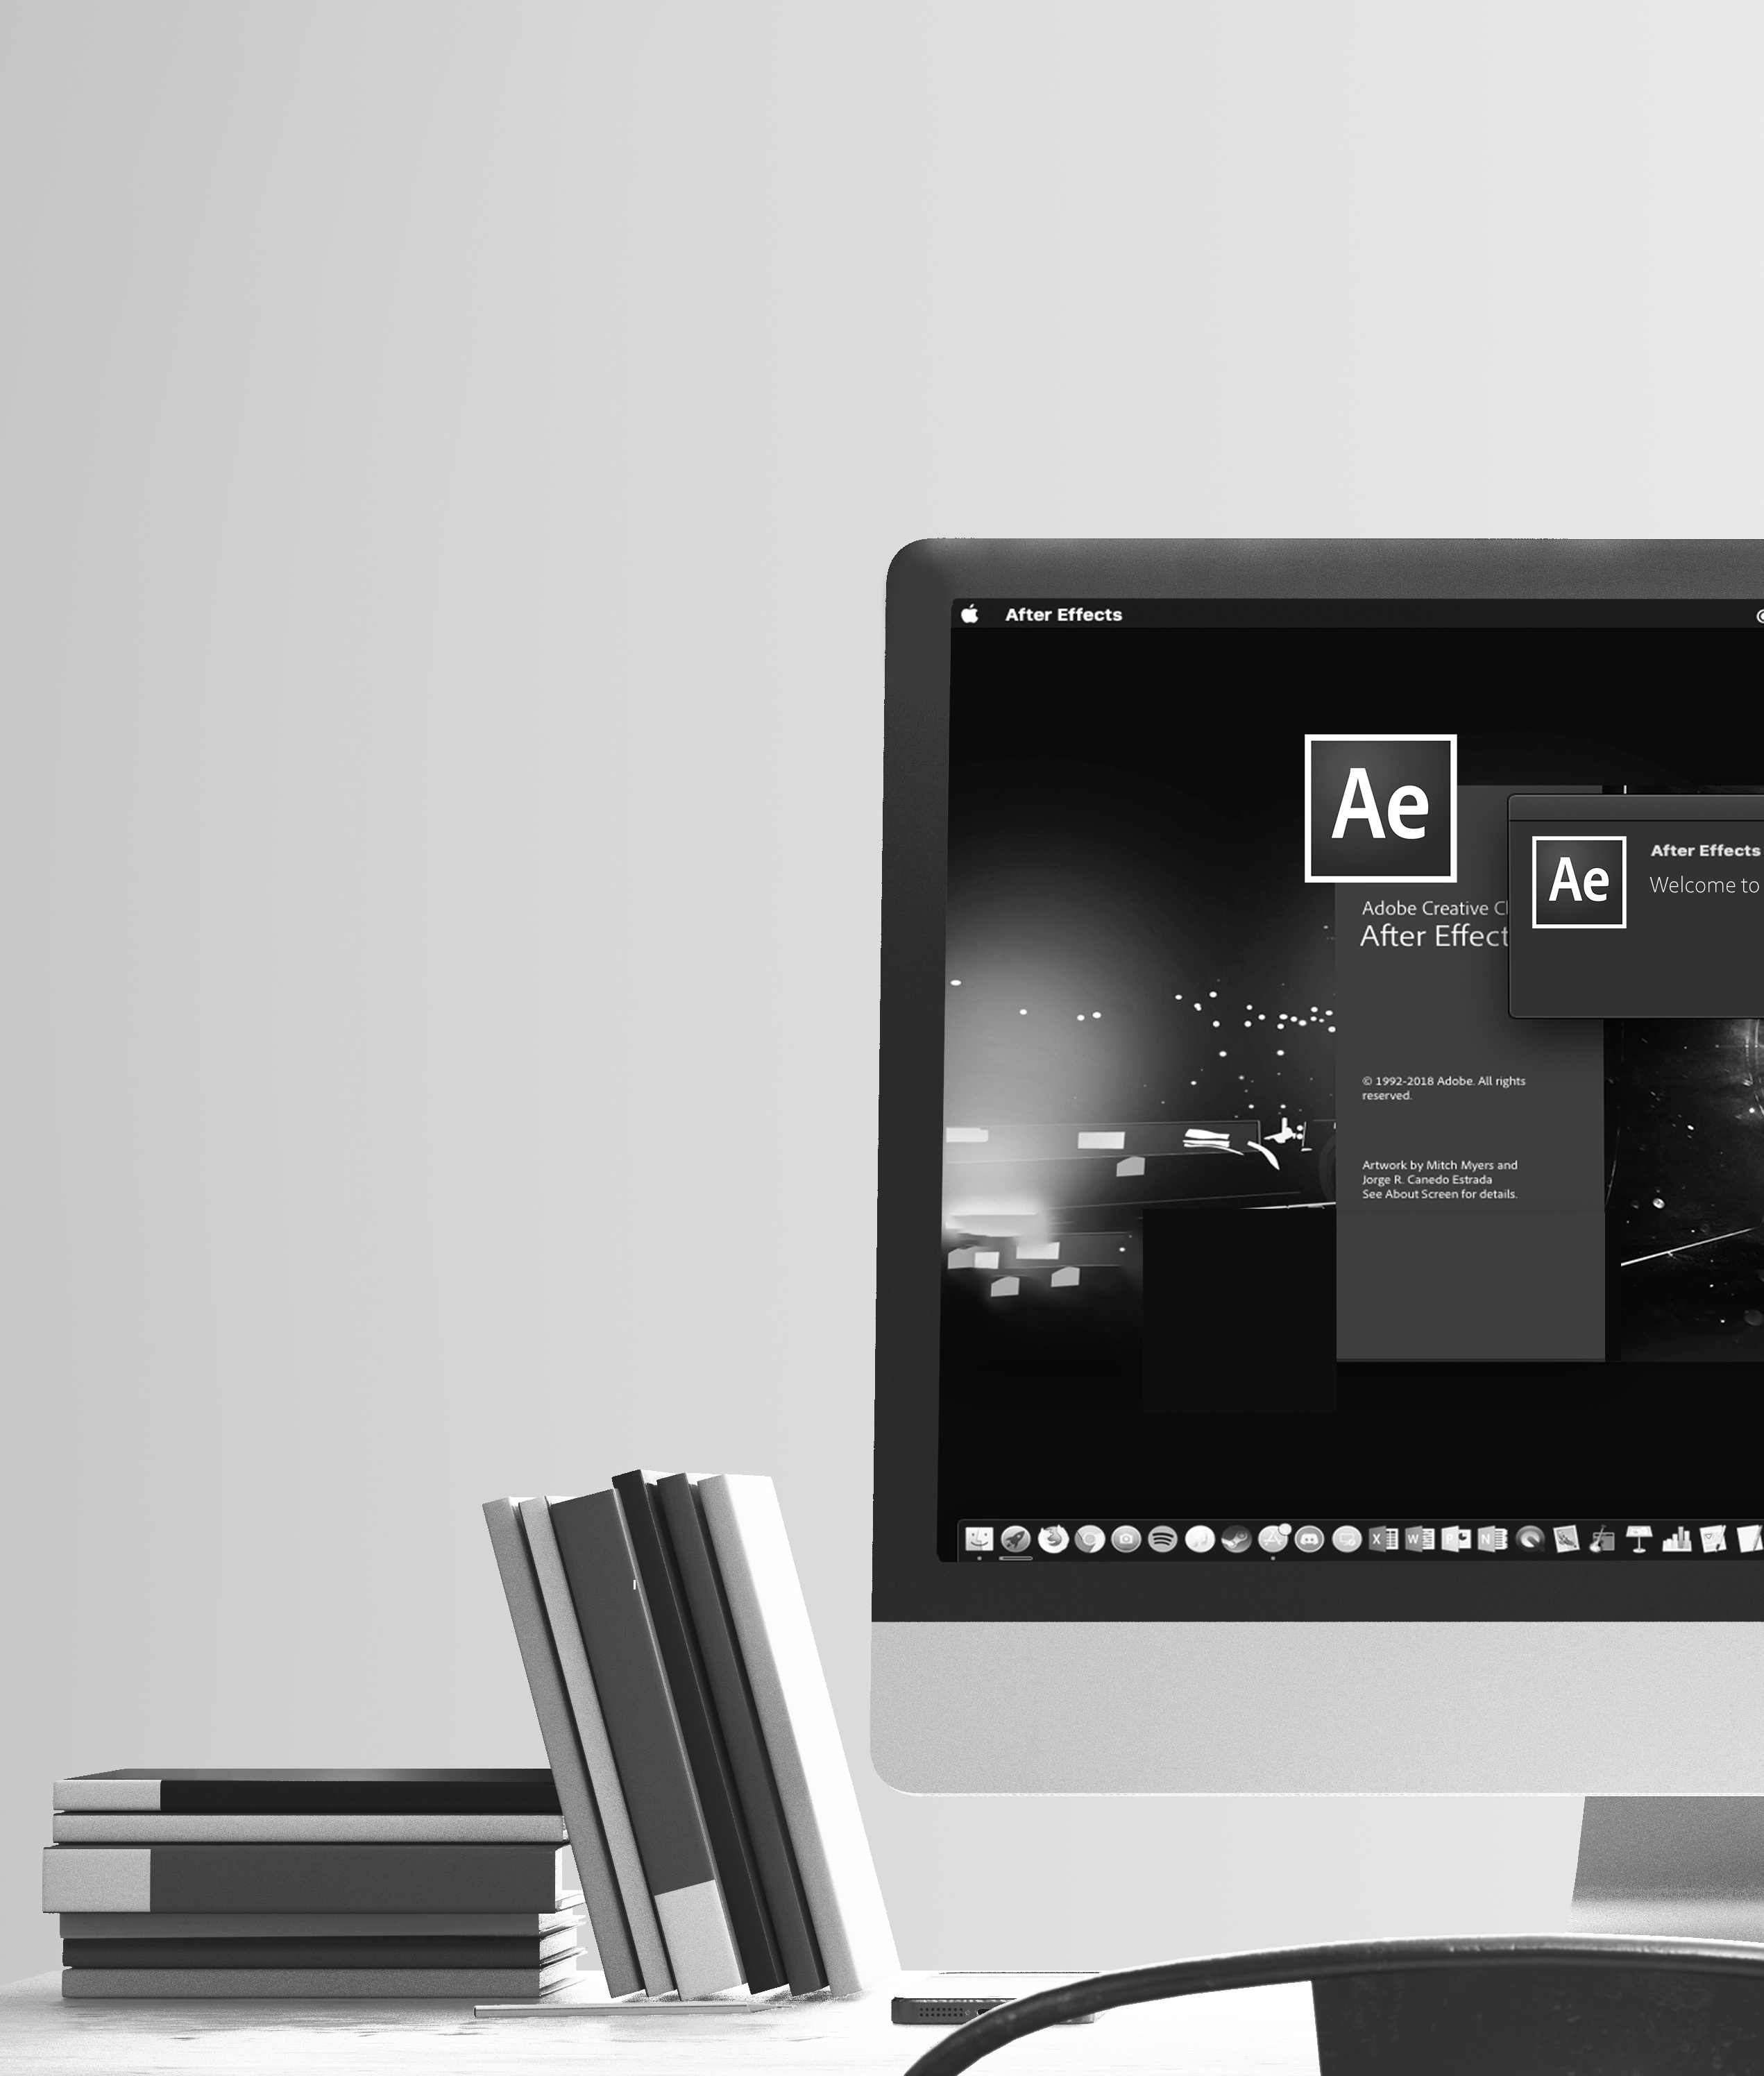 After Effects
Ae
Ae
After Effects
Welcome to
Adobe Creative Cl
After Effect
© 1992-2018 Adobe. All rights
reserved.
Artwork by Mitch Myers and
Jorge R. Canedo Estrada
See About Screen for details.
X
W
P
N